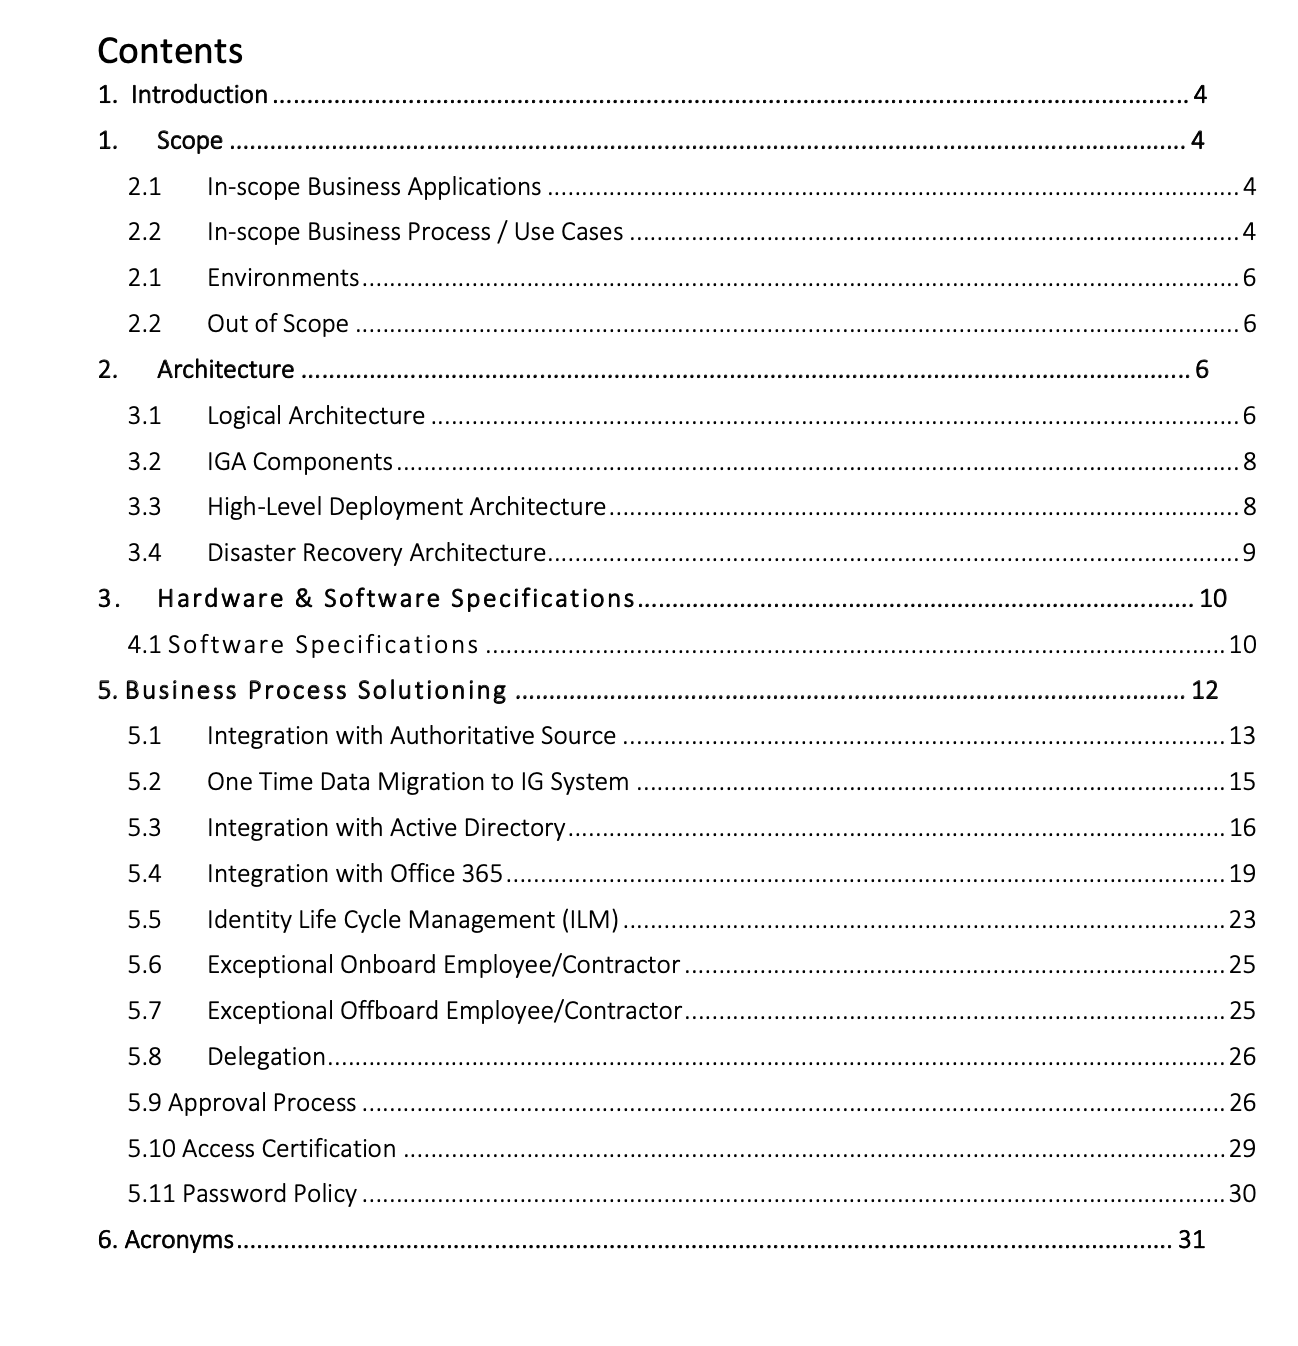 Contents
1. Introduction ........................................................................................................................................ 4
1. Scope .............................................................................................................................................. 4
2.1 In-scope Business Applications ..................................................................................................... 4
2.2 In-scope Business Process / Use Cases ......................................................................................... 4
2.1 Environments................................................................................................................................ 6
2.2 Out of Scope ................................................................................................................................. 6
2. Architecture ................................................................................................................................... 6
3.1 Logical Architecture ...................................................................................................................... 6
3.2 IGA Components........................................................................................................................... 8
3.3 High-Level Deployment Architecture............................................................................................ 8
3.4 Disaster Recovery Architecture..................................................................................................... 9
3. Hardware & Software Specifications................................................................................... 10
4.1 Software Specifications ............................................................................................................ 10
5. Business Process Solutioning .................................................................................................... 12
5.1 Integration with Authoritative Source ........................................................................................ 13
5.2 One Time Data Migration to IG System ...................................................................................... 15
5.3 Integration with Active Directory................................................................................................ 16
5.4 Integration with Office 365......................................................................................................... 19
5.5 Identity Life Cycle Management (ILM)........................................................................................ 23
5.6 Exceptional Onboard Employee/Contractor ............................................................................... 25
5.7 Exceptional Offboard Employee/Contractor............................................................................... 25
5.8 Delegation................................................................................................................................... 26
5.9 Approval Process .............................................................................................................................. 26
5.10 Access Certification ........................................................................................................................ 29
5.11 Password Policy .............................................................................................................................. 30
6. Acronyms........................................................................................................................................... 31